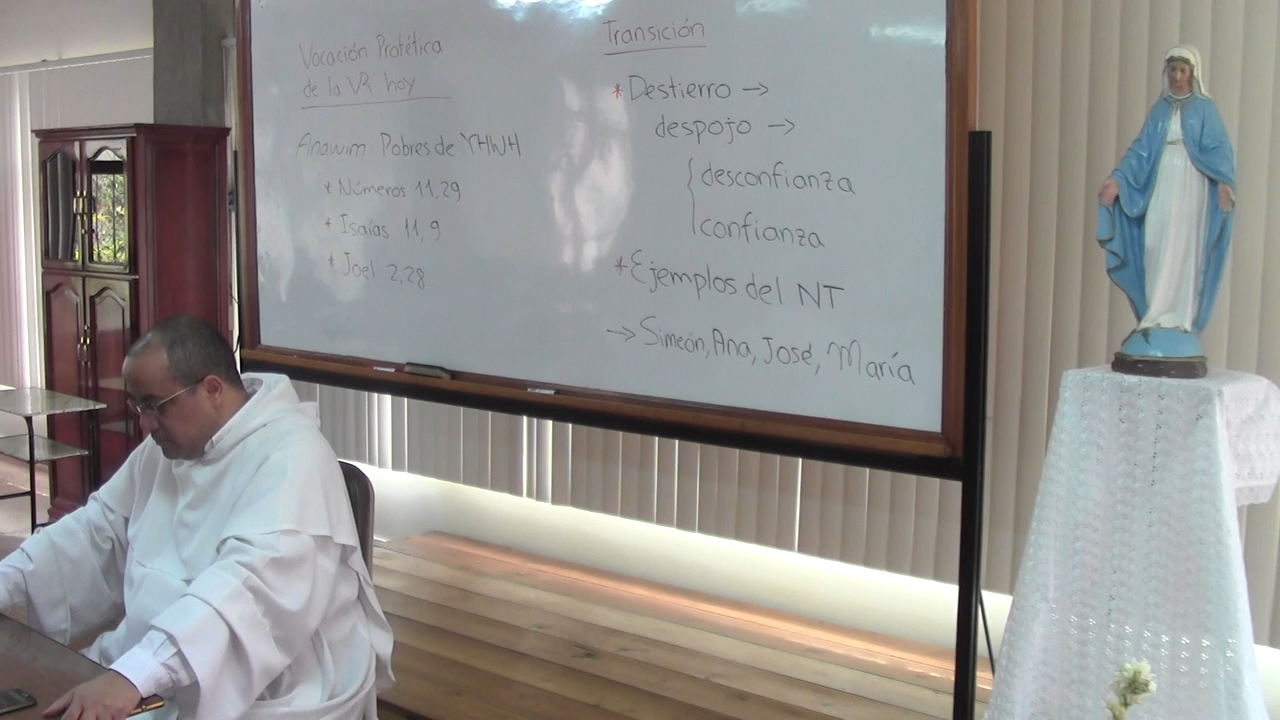 Vocación Profética
de la VR hoy
Anawim Pobres de YHWH
* Números 11,29
* Isaías 11,9
* Joel 2,28
Transición
* Destierro →
despojo →
{ desconfianza
confianza
* Ejemplos del NT
→ Simeón, Ana, José, María